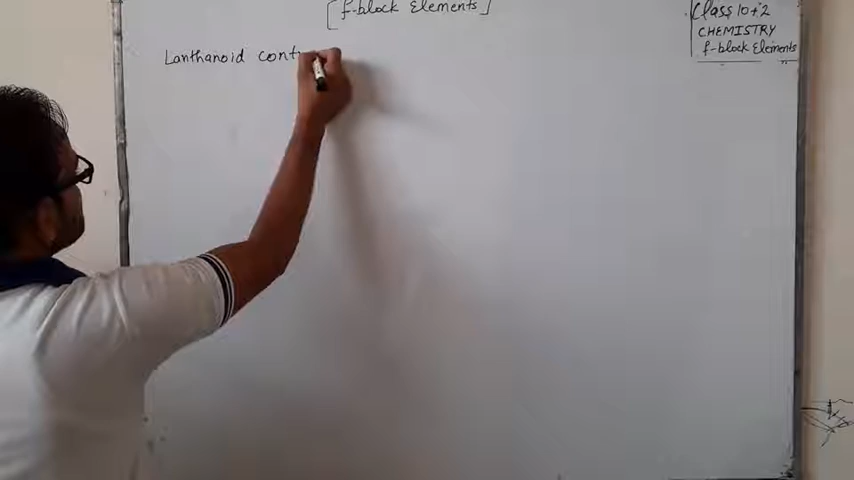 [f-block Elements]
Class 10+2
CHEMISTRY
f-block Elements
Lanthanoid cont